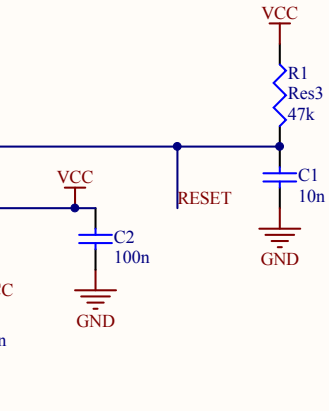 VCC
R1
Res3
47k
VCC
RESET
C1
10n
C2
100n
GND
C
GND
n